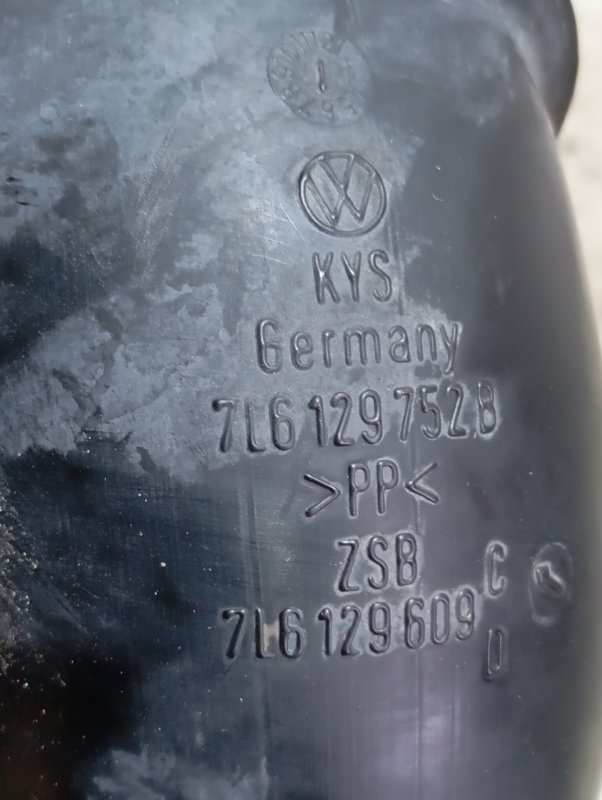 KYS
Germany
7L6 129 752 B
>PP<
ZSB
7L6 129 609 C
D